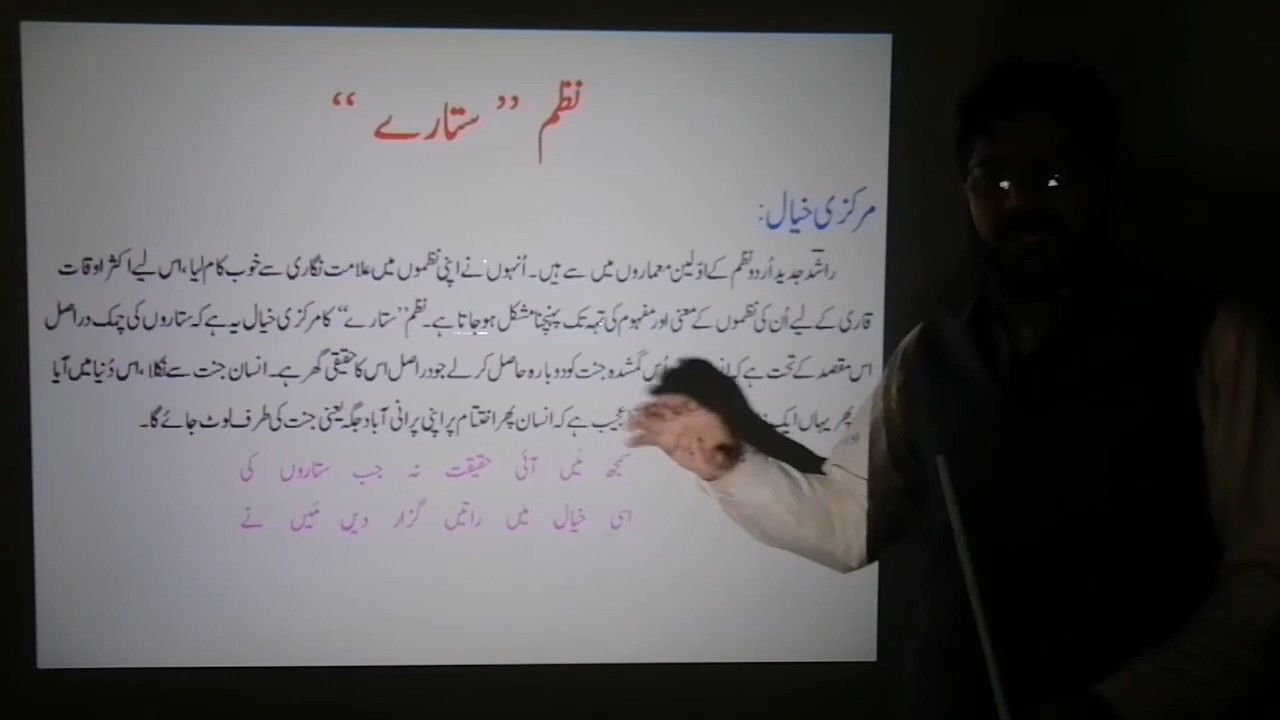 نظم ’’ ستارے ‘‘
مرکزی خیال:
راشد جدید اُردو نظم کے اوّلین معماروں میں سے ہیں۔ اُنہوں نے اپنی نظموں میں علامت نگاری سے خوب کام لیا، اس لیے اکثر اوقات
قاری کے لیے اُن کی نظموں کے معنی اور مفہوم کی تہہ تک پہنچنا مشکل ہو جاتا ہے۔ نظم ’’ستارے‘‘ کا مرکزی خیال یہ ہے کہ ستاروں کی چمک دراصل
اس مقصد کے تحت ہے کہ اُس گمشدہ جنت کو دوبارہ حاصل کر لے جو دراصل اس کا حقیقی گھر ہے۔ انسان جنت سے نکلا، اس دُنیا میں آیا
اور پھر یہاں ایک عجیب ہے کہ انسان پھر اختتام پر اپنی پرانی آباد جگہ یعنی جنت کی طرف لوٹ جائے گا۔
سمجھ میں آئی حقیقت نہ جب ستاروں کی
اسی خیال میں راتیں گزار دیں مَیں نے